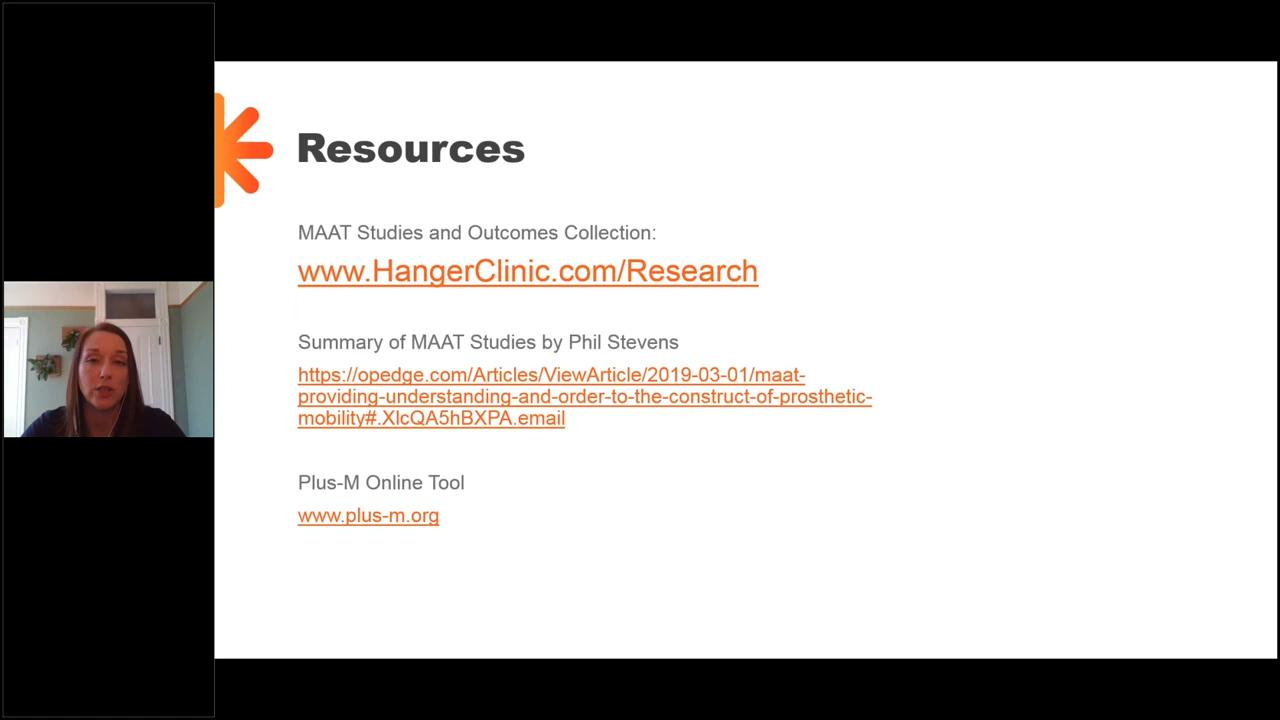 Resources
MAAT Studies and Outcomes Collection:
www.HangerClinic.com/Research
Summary of MAAT Studies by Phil Stevens
https://opedge.com/Articles/ViewArticle/2019-03-01/maat-
providing-understanding-and-order-to-the-construct-of-prosthetic-
mobility#.XlcQA5hBXPA.email
Plus-M Online Tool
www.plus-m.org